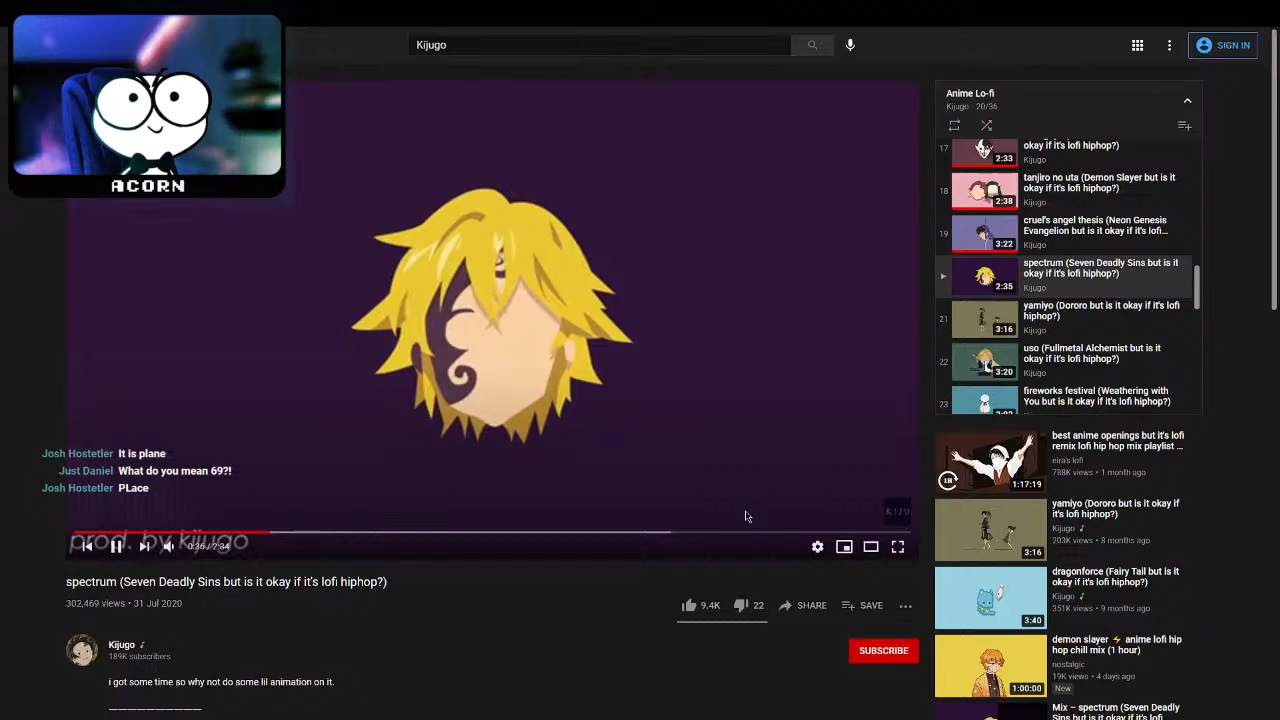 Kijugo
SIGN IN
ACORN
Anime Lo-fi
Kijugo 20/36
17
okay if it's lofi hiphop?)
Kijugo
2:33
18
tanjiro no uta (Demon Slayer but is it
okay if it's lofi hiphop?)
Kijugo
2:38
19
cruel's angel thesis (Neon Genesis
Evangelion but is it okay if it's lofi...
Kijugo
3:22
spectrum (Seven Deadly Sins but is it
okay if it's lofi hiphop?)
Kijugo
2:35
21
yamiyo (Dororo but is it okay if it's lofi
hiphop?)
Kijugo
3:16
22
uso (Fullmetal Alchemist but is it
okay if it's lofi hiphop?)
Kijugo
3:20
23
fireworks festival (Weathering with
You but is it okay if it's lofi hiphop?)
Josh Hostetler It is plane
Just Daniel What do you mean 69?!
Josh Hostetler PLace
KIJU
prod. by kijugo
0:36 / 2:34
spectrum (Seven Deadly Sins but is it okay if it's lofi hiphop?)
302,469 views • 31 Jul 2020
9.4K 22 SHARE SAVE
Kijugo
189K subscribers
SUBSCRIBE
i got some time so why not do some lil animation on it.
best anime openings but it's lofi
remix lofi hip hop mix playlist ...
eira's lofi
788K views • 1 month ago
1:17:19
yamiyo (Dororo but is it okay if
it's lofi hiphop?)
Kijugo
203K views • 8 months ago
3:16
dragonforce (Fairy Tail but is it
okay if it's lofi hiphop?)
Kijugo
351K views • 9 months ago
3:40
demon slayer ⚡ anime lofi hip
hop chill mix (1 hour)
nostalgic
19K views • 4 days ago
New
1:00:00
Mix – spectrum (Seven Deadly